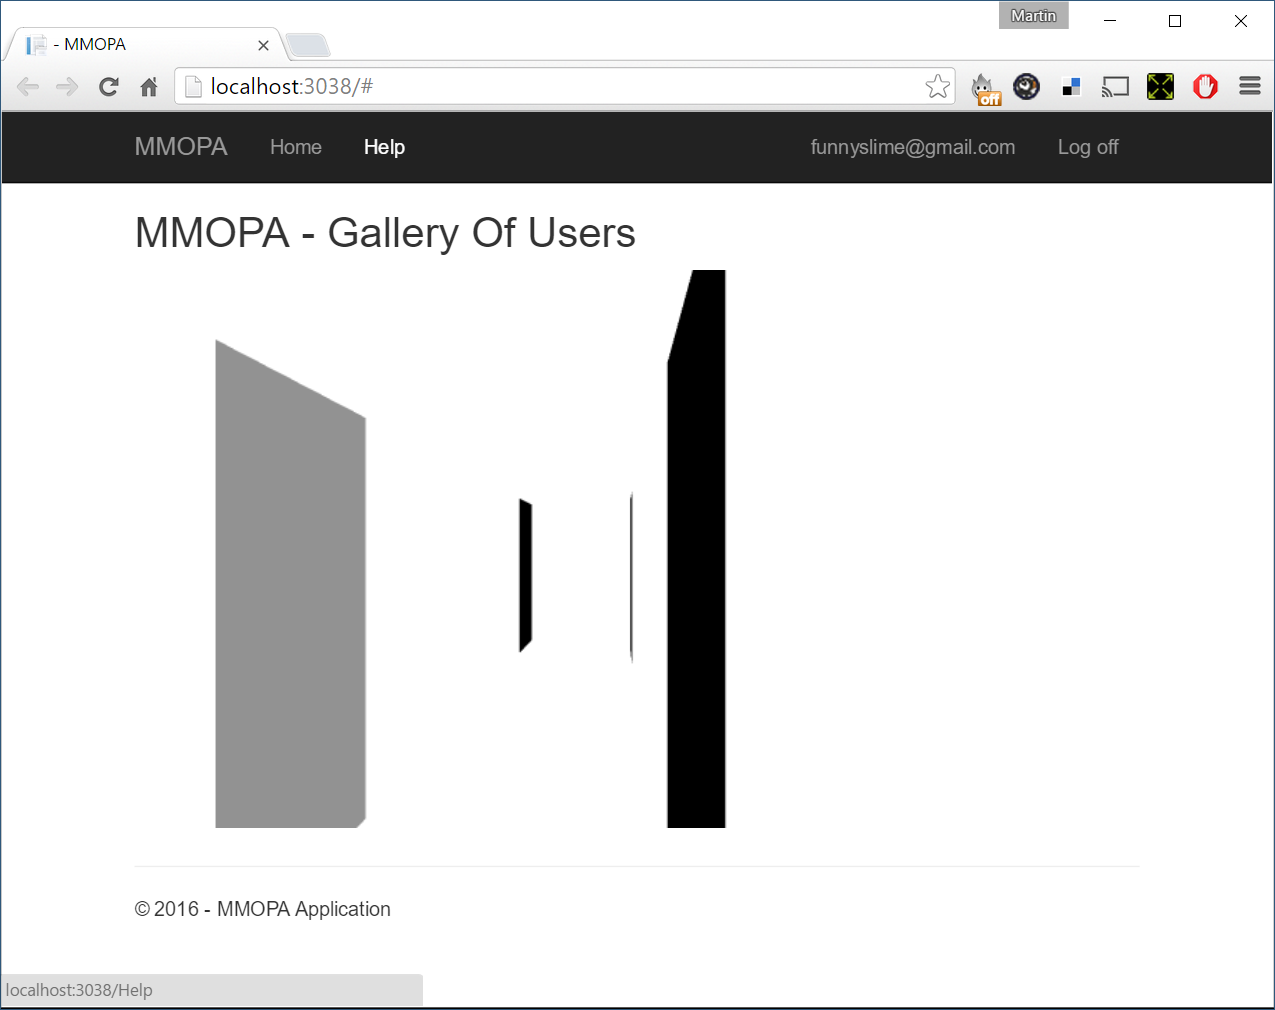 Martin
- MMOPA
localhost:3038/#
off
MMOPA Home Help funnyslime@gmail.com Log off
MMOPA - Gallery Of Users
© 2016 - MMOPA Application
localhost:3038/Help